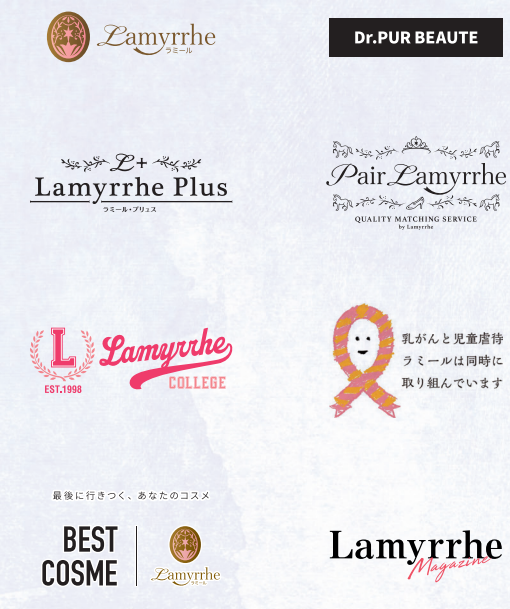 Lamyrrhe
ラミール
Dr.PUR BEAUTE
L+
Lamyrrhe Plus
ラミール・プリュス
Pair Lamyrrhe
QUALITY MATCHING SERVICE
by Lamyrrhe
L
EST.1998
Lamyrrhe
COLLEGE
乳がんと児童虐待
ラミールは同時に
取り組んでいます
最後に行きつく、あなたのコスメ
BEST
COSME
Lamyrrhe
ラミール
Lamyrrhe
Magazine